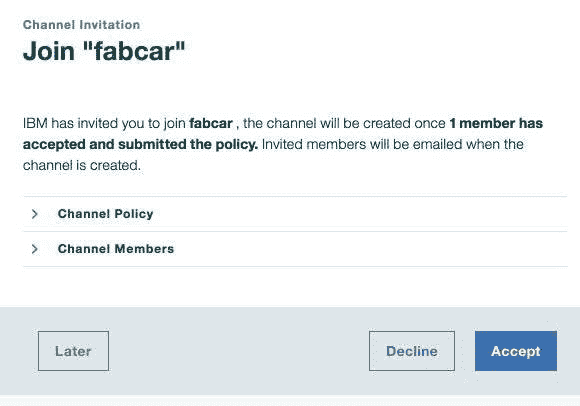 Channel Invitation
Join "fabcar"
IBM has invited you to join fabcar , the channel will be created once 1 member has
accepted and submitted the policy. Invited members will be emailed when the
channel is created.
Channel Policy
Channel Members
Later
Decline
Accept